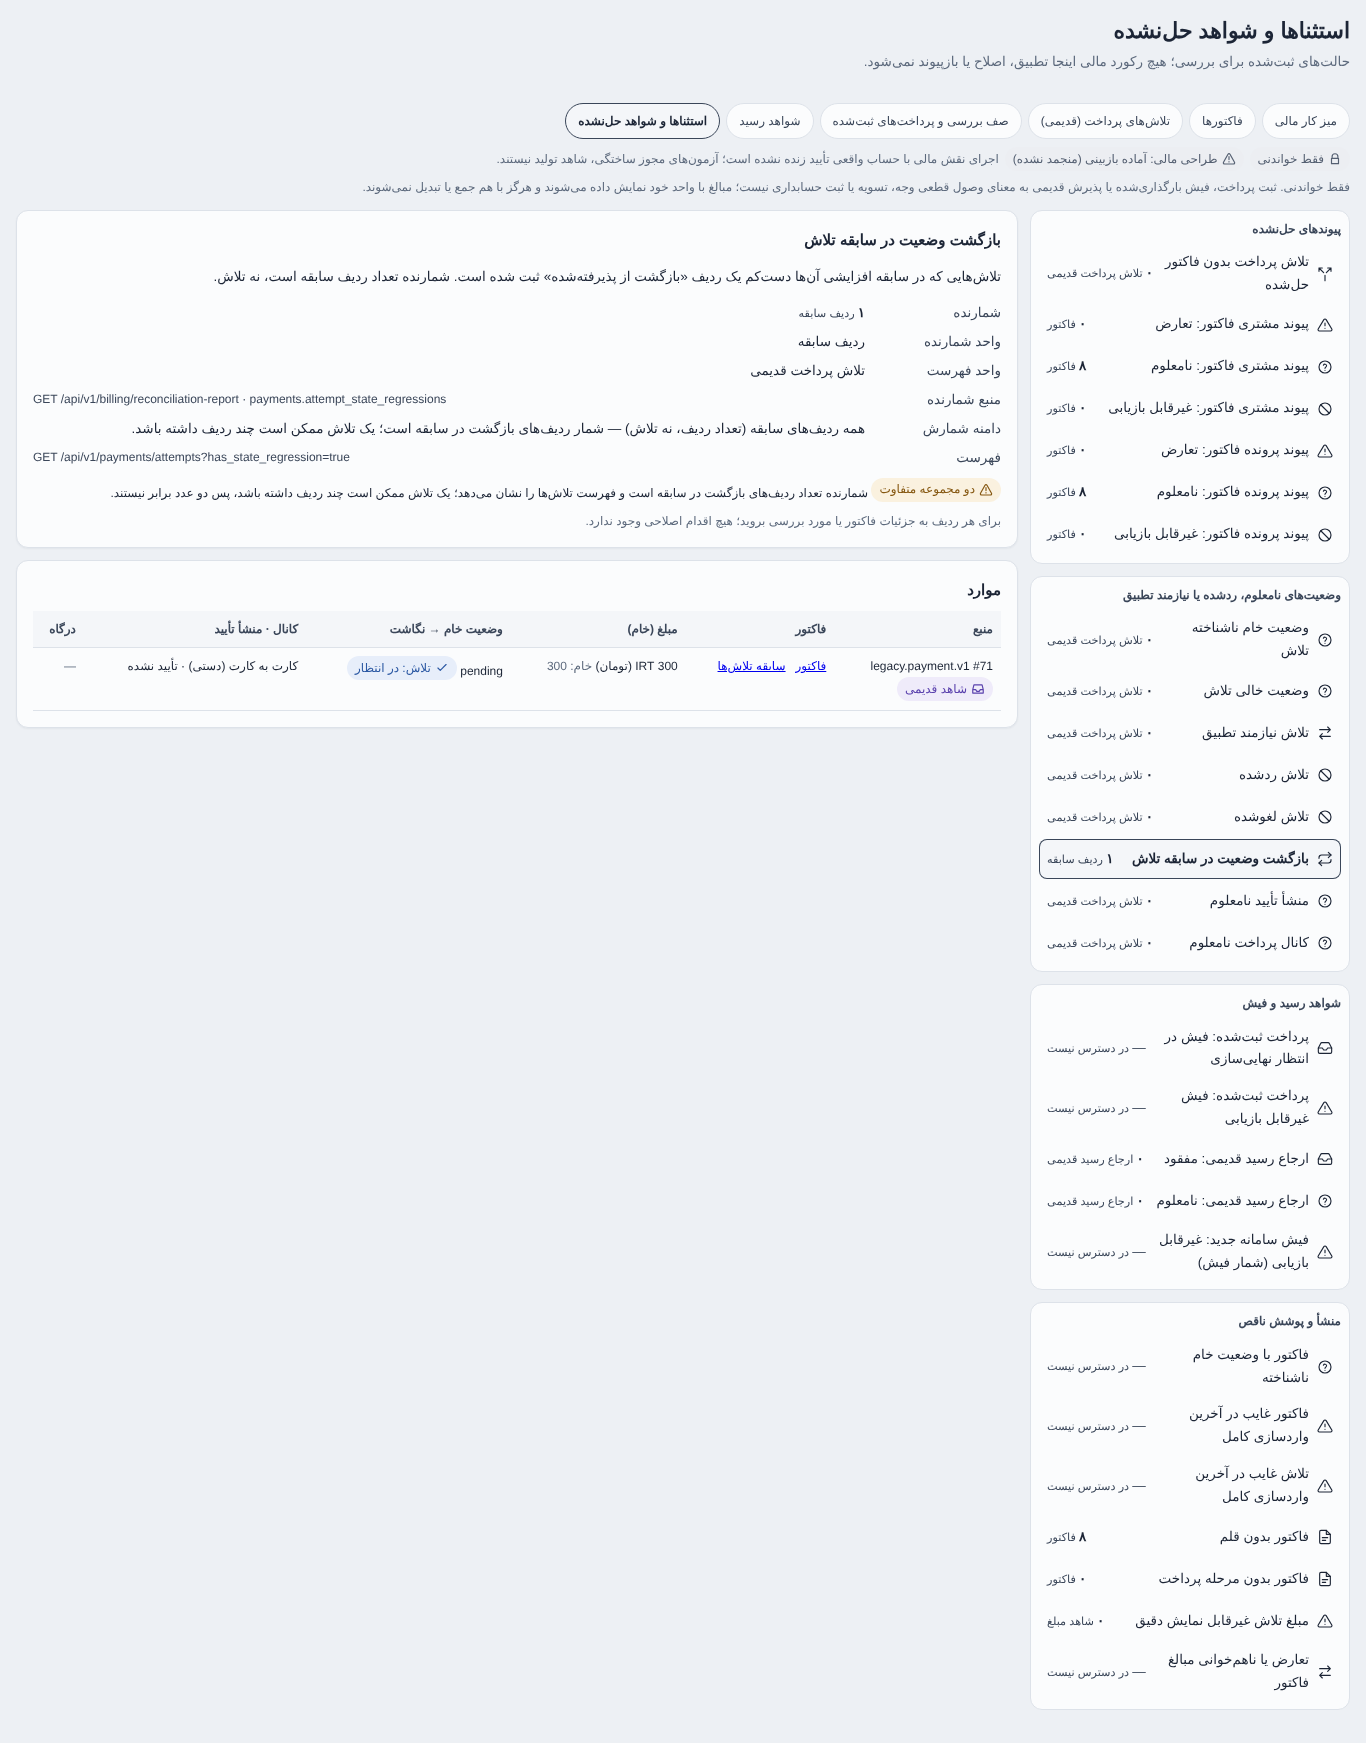 استثناها و شواهد حل‌نشده
حالت‌های ثبت‌شده برای بررسی؛ هیچ رکورد مالی اینجا تطبیق، اصلاح یا بازپیوند نمی‌شود.
میز کار مالی
فاکتورها
تلاش‌های پرداخت (قدیمی)
صف بررسی و پرداخت‌های ثبت‌شده
شواهد رسید
استثناها و شواهد حل‌نشده
فقط خواندنی
طراحی مالی: آماده بازبینی (منجمد نشده)
اجرای نقش مالی با حساب واقعی تأیید زنده نشده است؛ آزمون‌های مجوز ساختگی، شاهد تولید نیستند.
فقط خواندنی. ثبت پرداخت، فیش بارگذاری‌شده یا پذیرش قدیمی به معنای وصول قطعی وجه، تسویه یا ثبت حسابداری نیست؛ مبالغ با واحد خود نمایش داده می‌شوند و هرگز با هم جمع یا تبدیل نمی‌شوند.
پیوندهای حل‌نشده
تلاش پرداخت بدون فاکتور
حل‌شده
۰ تلاش پرداخت قدیمی
پیوند مشتری فاکتور: تعارض
۰ فاکتور
پیوند مشتری فاکتور: نامعلوم
۸ فاکتور
پیوند مشتری فاکتور: غیرقابل بازیابی
۰ فاکتور
پیوند پرونده فاکتور: تعارض
۰ فاکتور
پیوند پرونده فاکتور: نامعلوم
۸ فاکتور
پیوند پرونده فاکتور: غیرقابل بازیابی
۰ فاکتور
وضعیت‌های نامعلوم، ردشده یا نیازمند تطبیق
وضعیت خام ناشناخته
تلاش
۰ تلاش پرداخت قدیمی
وضعیت خالی تلاش
۰ تلاش پرداخت قدیمی
تلاش نیازمند تطبیق
۰ تلاش پرداخت قدیمی
تلاش ردشده
۰ تلاش پرداخت قدیمی
تلاش لغوشده
۰ تلاش پرداخت قدیمی
بازگشت وضعیت در سابقه تلاش
۱ ردیف سابقه
منشأ تأیید نامعلوم
۰ تلاش پرداخت قدیمی
کانال پرداخت نامعلوم
۰ تلاش پرداخت قدیمی
شواهد رسید و فیش
پرداخت ثبت‌شده: فیش در
انتظار نهایی‌سازی
— در دسترس نیست
پرداخت ثبت‌شده: فیش
غیرقابل بازیابی
— در دسترس نیست
ارجاع رسید قدیمی: مفقود
۰ ارجاع رسید قدیمی
ارجاع رسید قدیمی: نامعلوم
۰ ارجاع رسید قدیمی
فیش سامانه جدید: غیرقابل
بازیابی (شمار فیش)
— در دسترس نیست
منشأ و پوشش ناقص
فاکتور با وضعیت خام
ناشناخته
— در دسترس نیست
فاکتور غایب در آخرین
واردسازی کامل
— در دسترس نیست
تلاش غایب در آخرین
واردسازی کامل
— در دسترس نیست
فاکتور بدون قلم
۸ فاکتور
فاکتور بدون مرحله پرداخت
۰ فاکتور
مبلغ تلاش غیرقابل نمایش دقیق
۰ شاهد مبلغ
تعارض یا ناهم‌خوانی مبالغ
فاکتور
— در دسترس نیست
بازگشت وضعیت در سابقه تلاش
تلاش‌هایی که در سابقه افزایشی آن‌ها دست‌کم یک ردیف «بازگشت از پذیرفته‌شده» ثبت شده است. شمارنده تعداد ردیف سابقه است، نه تلاش.
شمارنده
۱ ردیف سابقه
واحد شمارنده
ردیف سابقه
واحد فهرست
تلاش پرداخت قدیمی
منبع شمارنده
GET /api/v1/billing/reconciliation-report · payments.attempt_state_regressions
دامنه شمارش
همه ردیف‌های سابقه (تعداد ردیف، نه تلاش) — شمار ردیف‌های بازگشت در سابقه است؛ یک تلاش ممکن است چند ردیف داشته باشد.
فهرست
GET /api/v1/payments/attempts?has_state_regression=true
دو مجموعه متفاوت
شمارنده تعداد ردیف‌های بازگشت در سابقه است و فهرست تلاش‌ها را نشان می‌دهد؛ یک تلاش ممکن است چند ردیف داشته باشد، پس دو عدد برابر نیستند.
برای هر ردیف به جزئیات فاکتور یا مورد بررسی بروید؛ هیچ اقدام اصلاحی وجود ندارد.
موارد
منبع
فاکتور
مبلغ (خام)
وضعیت خام → نگاشت
کانال · منشأ تأیید
درگاه
legacy.payment.v1 #71
شاهد قدیمی
فاکتور
سابقه تلاش‌ها
300 IRT (تومان) خام: 300
pending
تلاش: در انتظار
کارت به کارت (دستی) · تأیید نشده
—